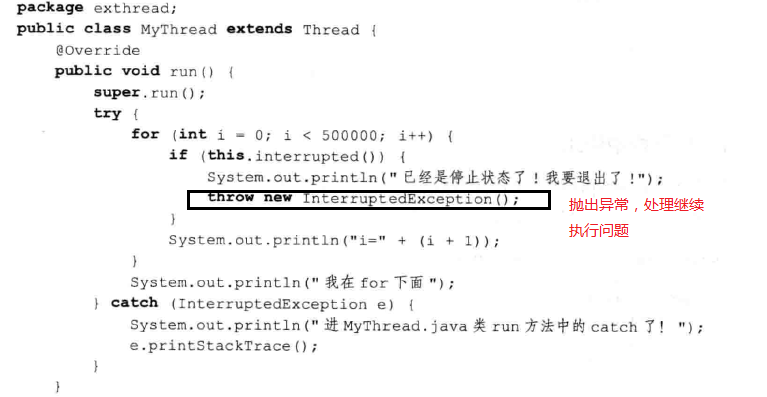 package exthread;
public class MyThread extends Thread {
@Override
public void run() {
super.run();
try {
for (int i = 0; i < 500000; i++) {
if (this.interrupted()) {
System.out.println("已经是停止状态了!我要退出了!");
throw new InterruptedException();
抛出异常，处理继续
执行问题
}
System.out.println("i=" + (i + 1));
}
System.out.println("我在for下面");
} catch (InterruptedException e) {
System.out.println("进MyThread.java类run方法中的catch了! ");
e.printStackTrace();
}
}